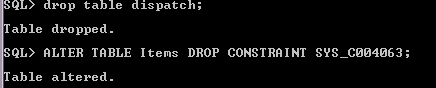 SQL> drop table dispatch;
Table dropped.
SQL> ALTER TABLE Items DROP CONSTRAINT SYS_C004063;
Table altered.